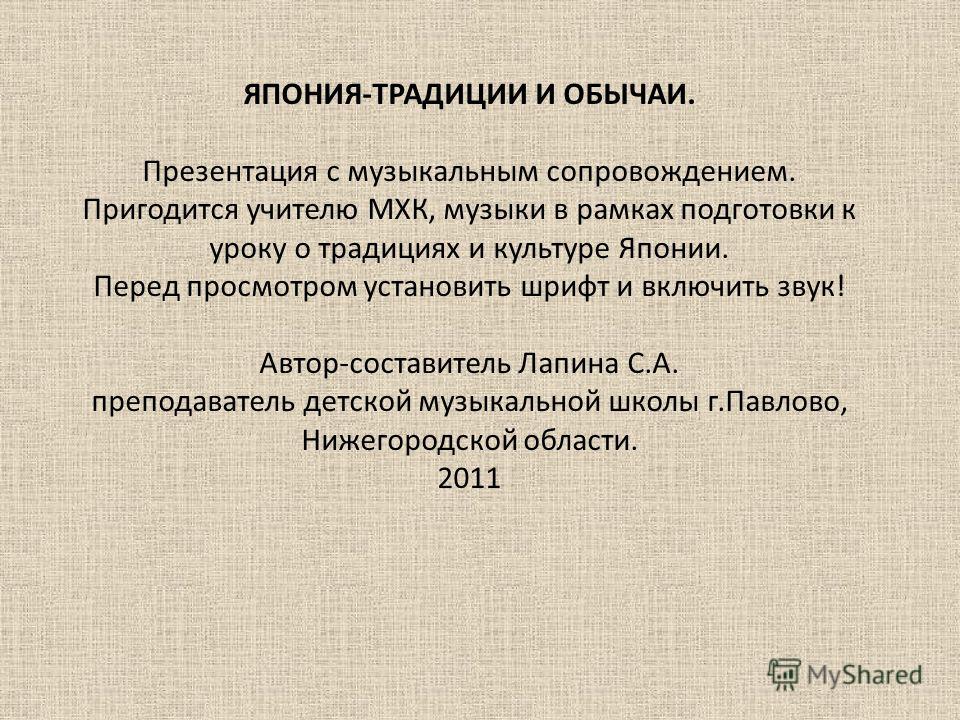 ЯПОНИЯ-ТРАДИЦИИ И ОБЫЧАИ.
Презентация с музыкальным сопровождением.
Пригодится учителю МХК, музыки в рамках подготовки к
уроку о традициях и культуре Японии.
Перед просмотром установить шрифт и включить звук!
Автор-составитель Лапина С.А.
преподаватель детской музыкальной школы г.Павлово,
Нижегородской области.
2011
MyShared